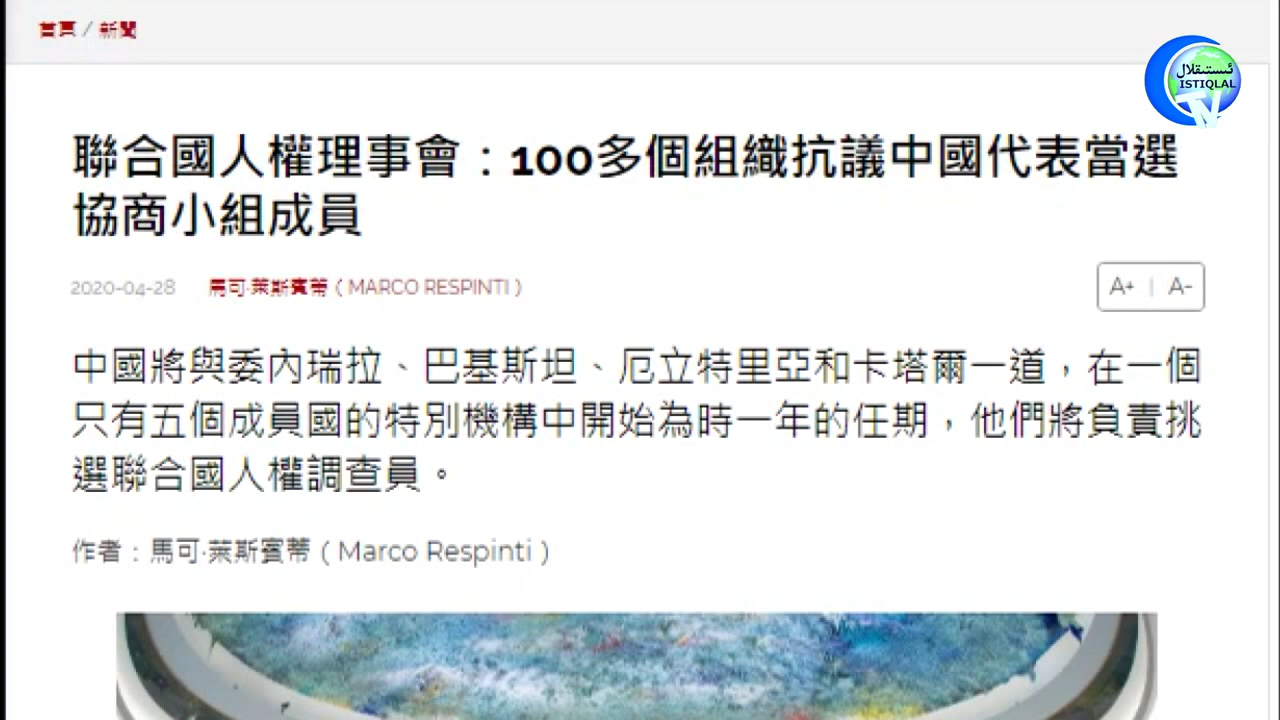 首頁 / 新聞
ئىستىقلال
ISTIQLAL
TV
聯合國人權理事會：100多個組織抗議中國代表當選
協商小組成員
2020-04-28 馬可·萊斯賓蒂 ( MARCO RESPINTI )
A+ | A-
中國將與委內瑞拉、巴基斯坦、厄立特里亞和卡塔爾一道，在一個
只有五個成員國的特別機構中開始為時一年的任期，他們將負責挑
選聯合國人權調查員。
作者：馬可·萊斯賓蒂 ( Marco Respinti )